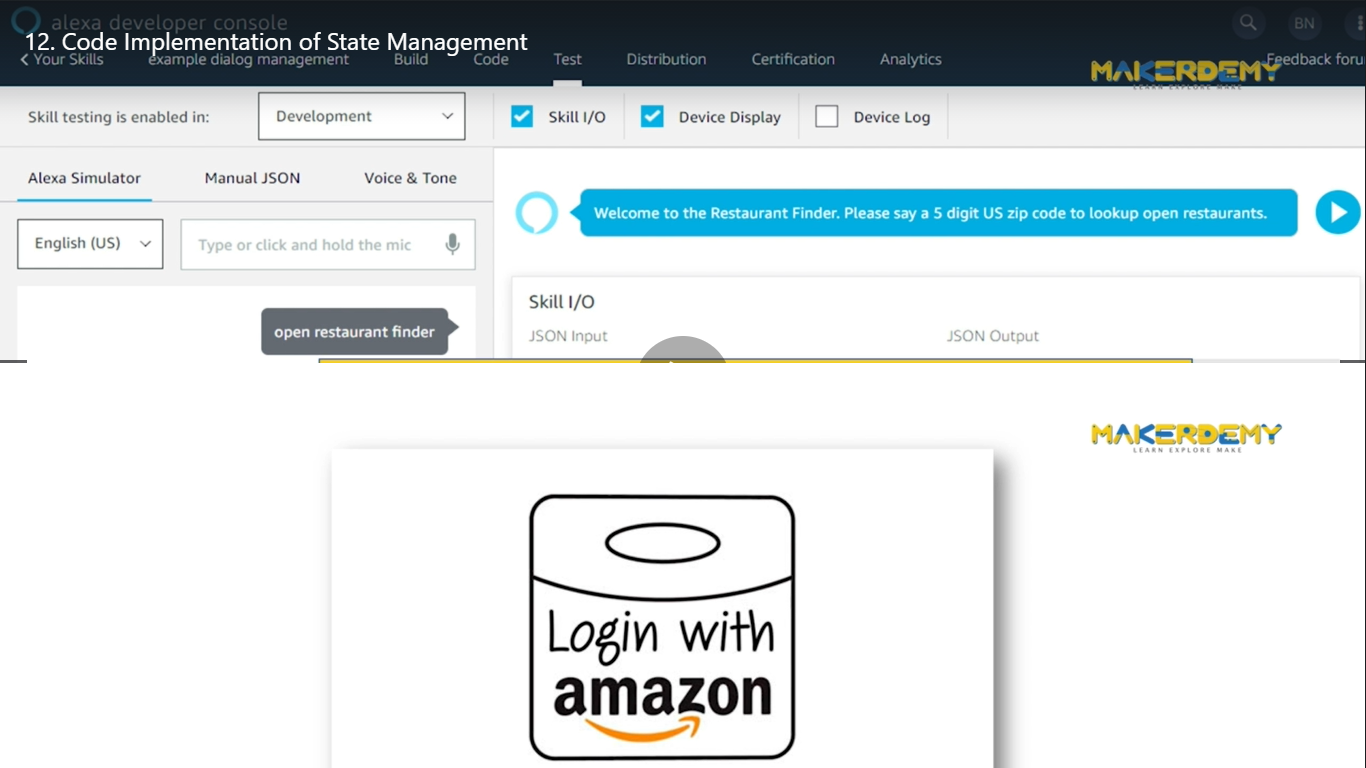 alexa developer console
BN
12. Code Implementation of State Management
Your Skills
example dialog management
Build
Code
Test
Distribution
Certification
Analytics
Feedback foru
MAKERDEMY
LEARN EXPLORE MAKE
Skill testing is enabled in:
Development
Skill I/O
Device Display
Device Log
Alexa Simulator
Manual JSON
Voice & Tone
Welcome to the Restaurant Finder. Please say a 5 digit US zip code to lookup open restaurants.
English (US)
Type or click and hold the mic
Skill I/O
open restaurant finder
JSON Input
JSON Output
MAKERDEMY
LEARN EXPLORE MAKE
Login with
amazon